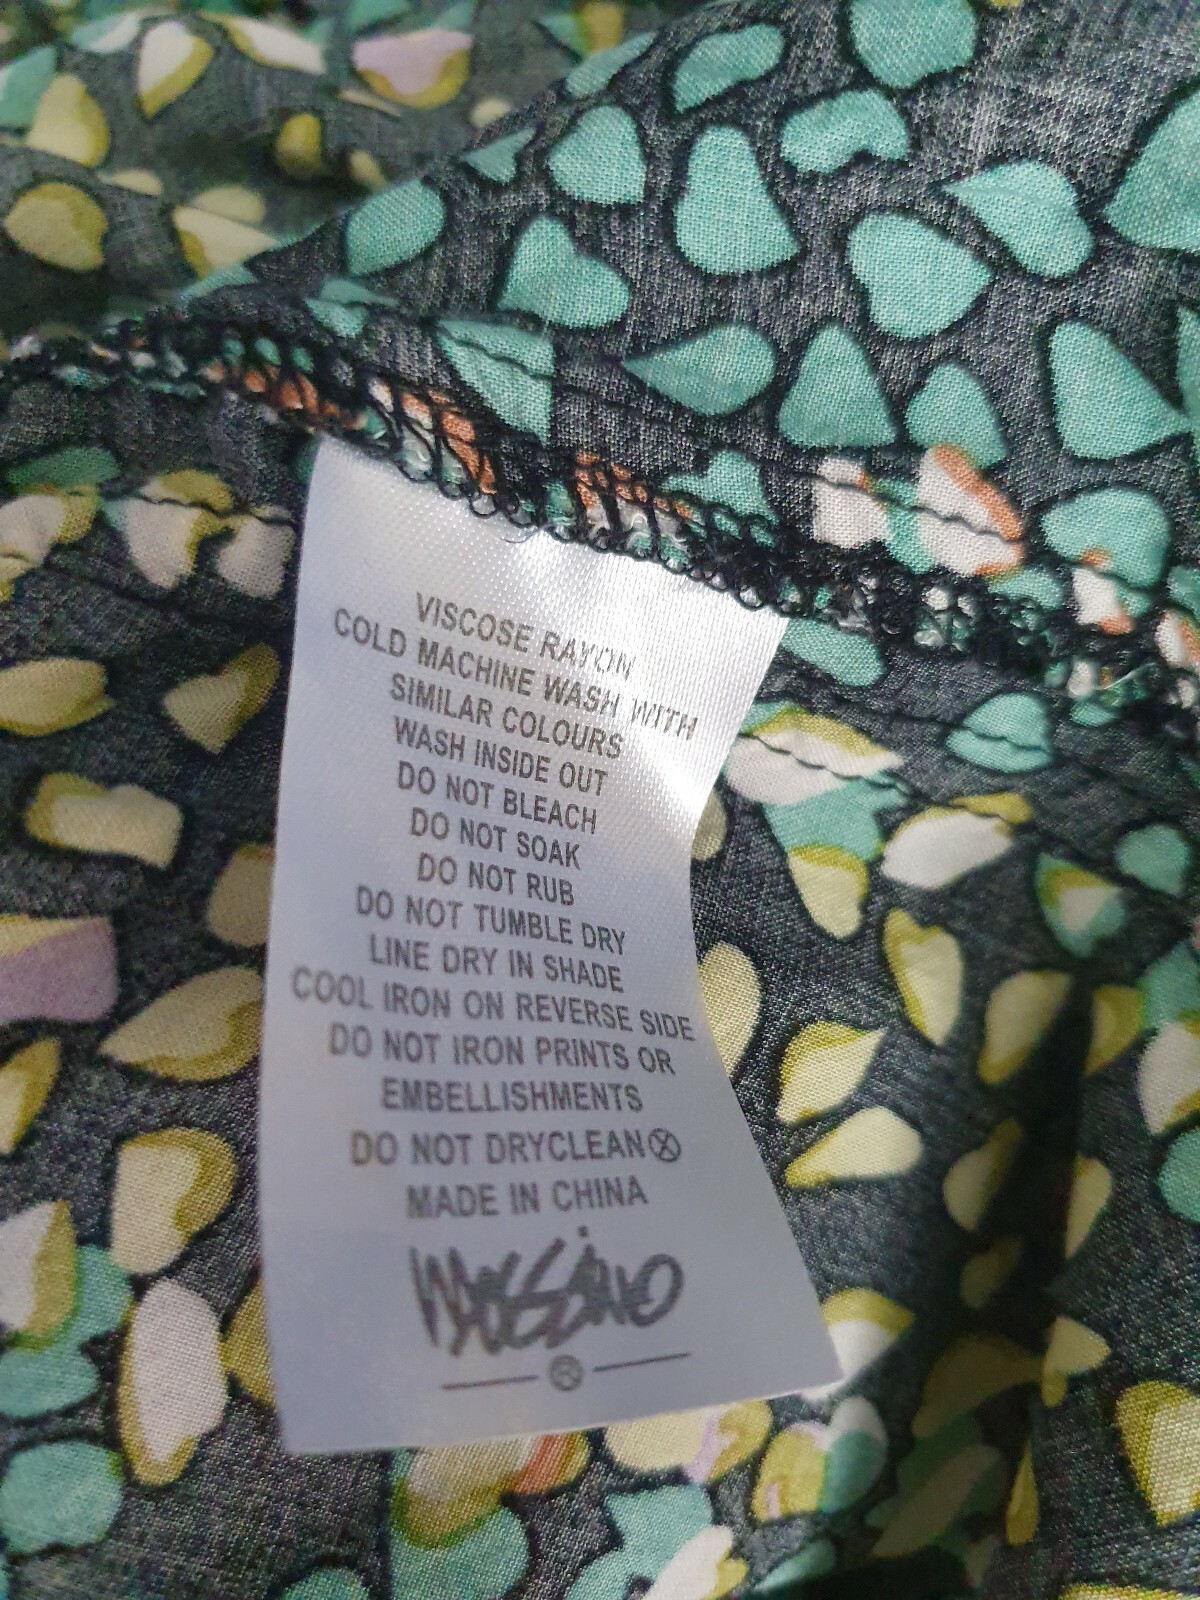 VISCOSE RAYON
COLD MACHINE WASH WITH
SIMILAR COLOURS
WASH INSIDE OUT
DO NOT BLEACH
DO NOT SOAK
DO NOT RUB
DO NOT TUMBLE DRY
LINE DRY IN SHADE
COOL IRON ON REVERSE SIDE
DO NOT IRON PRINTS OR
EMBELLISHMENTS
DO NOT DRYCLEAN Ⓧ
MADE IN CHINA
mossimo
®